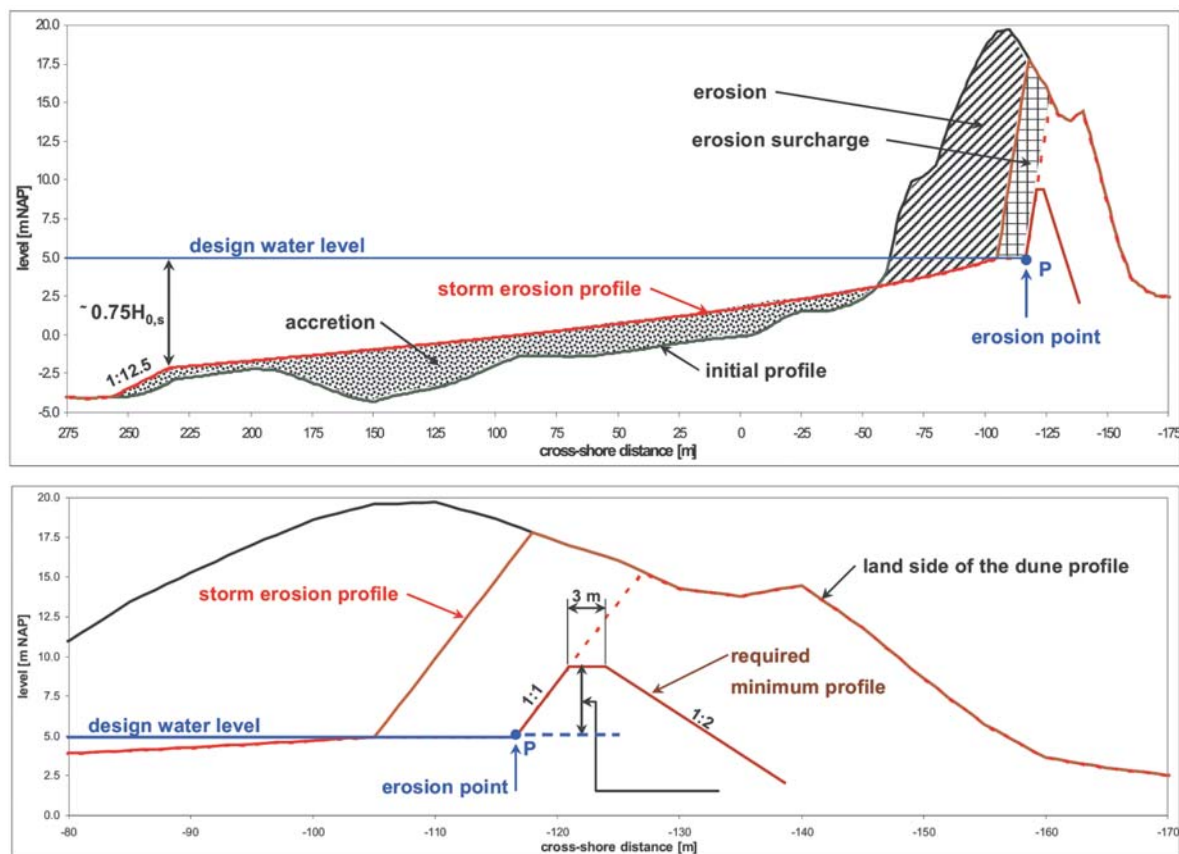 20.0
17.5
15.0
12.5
10.0
7.5
5.0
2.5
0.0
-2.5
-5.0
level [m NAP]
erosion
erosion surcharge
design water level
~0.75H0,s
storm erosion profile
P
accretion
erosion point
1:12.5
initial profile
275 250 225 200 175 150 125 100 75 50 25 0 -25 -50 -75 -100 -125 -150 -175
cross-shore distance [m]
20.0
17.5
15.0
12.5
10.0
7.5
5.0
2.5
0.0
level [m NAP]
land side of the dune profile
storm erosion profile
3 m
required
minimum profile
1:1
1:2
design water level
P
erosion point
-80 -90 -100 -110 -120 -130 -140 -150 -160 -170
cross-shore distance [m]